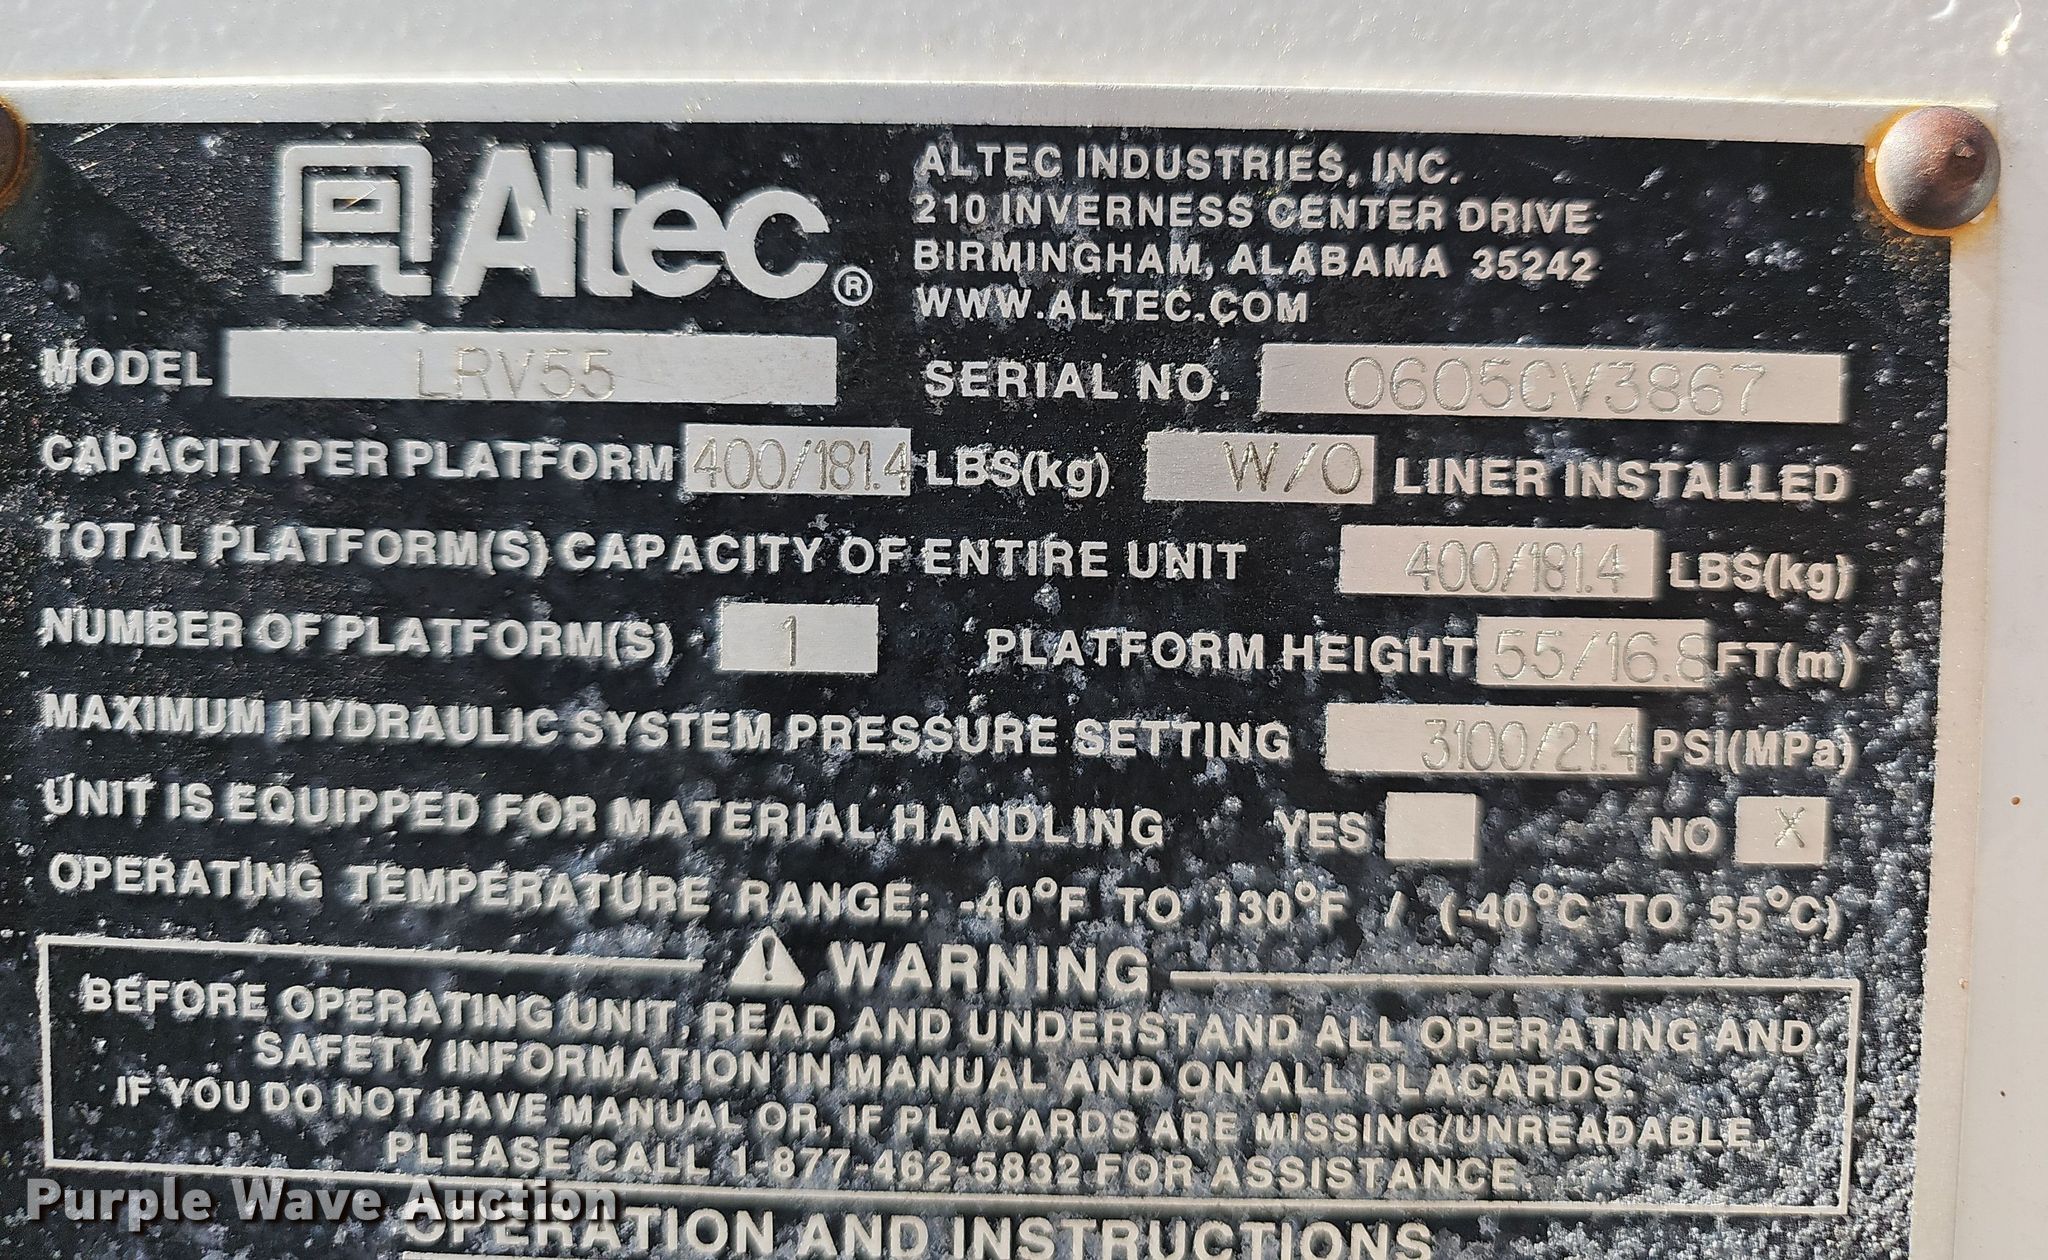 Altec®
ALTEC INDUSTRIES, INC.
210 INVERNESS CENTER DRIVE
BIRMINGHAM, ALABAMA 35242
WWW.ALTEC.COM
MODEL LRV55 SERIAL NO. 0605CV3867
CAPACITY PER PLATFORM 400/181.4 LBS(kg) W/O LINER INSTALLED
TOTAL PLATFORM(S) CAPACITY OF ENTIRE UNIT 400/181.4 LBS(kg)
NUMBER OF PLATFORM(S) 1 PLATFORM HEIGHT 55/16.8 FT(m)
MAXIMUM HYDRAULIC SYSTEM PRESSURE SETTING 3100/21.4 PSI(MPa)
UNIT IS EQUIPPED FOR MATERIAL HANDLING YES NO X
OPERATING TEMPERATURE RANGE: -40°F TO 130°F / (-40°C TO 55°C)
WARNING
BEFORE OPERATING UNIT, READ AND UNDERSTAND ALL OPERATING AND
SAFETY INFORMATION IN MANUAL AND ON ALL PLACARDS.
IF YOU DO NOT HAVE MANUAL OR, IF PLACARDS ARE MISSING/UNREADABLE,
PLEASE CALL 1-877-462-5832 FOR ASSISTANCE.
Purple Wave Auction
OPERATION AND INSTRUCTIONS